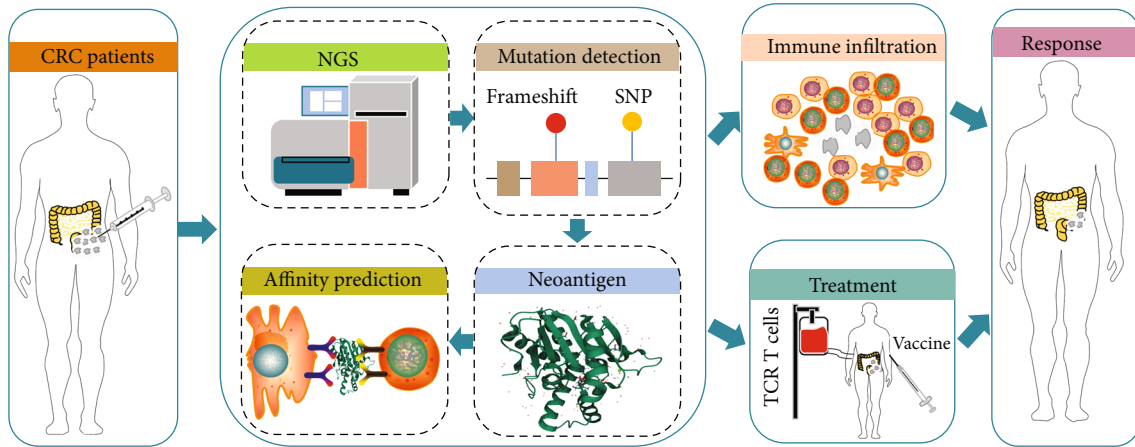 CRC patients
NGS
Mutation detection
Frameshift
SNP
Affinity prediction
Neoantigen
Immune infiltration
Treatment
TCR T cells
Vaccine
Response